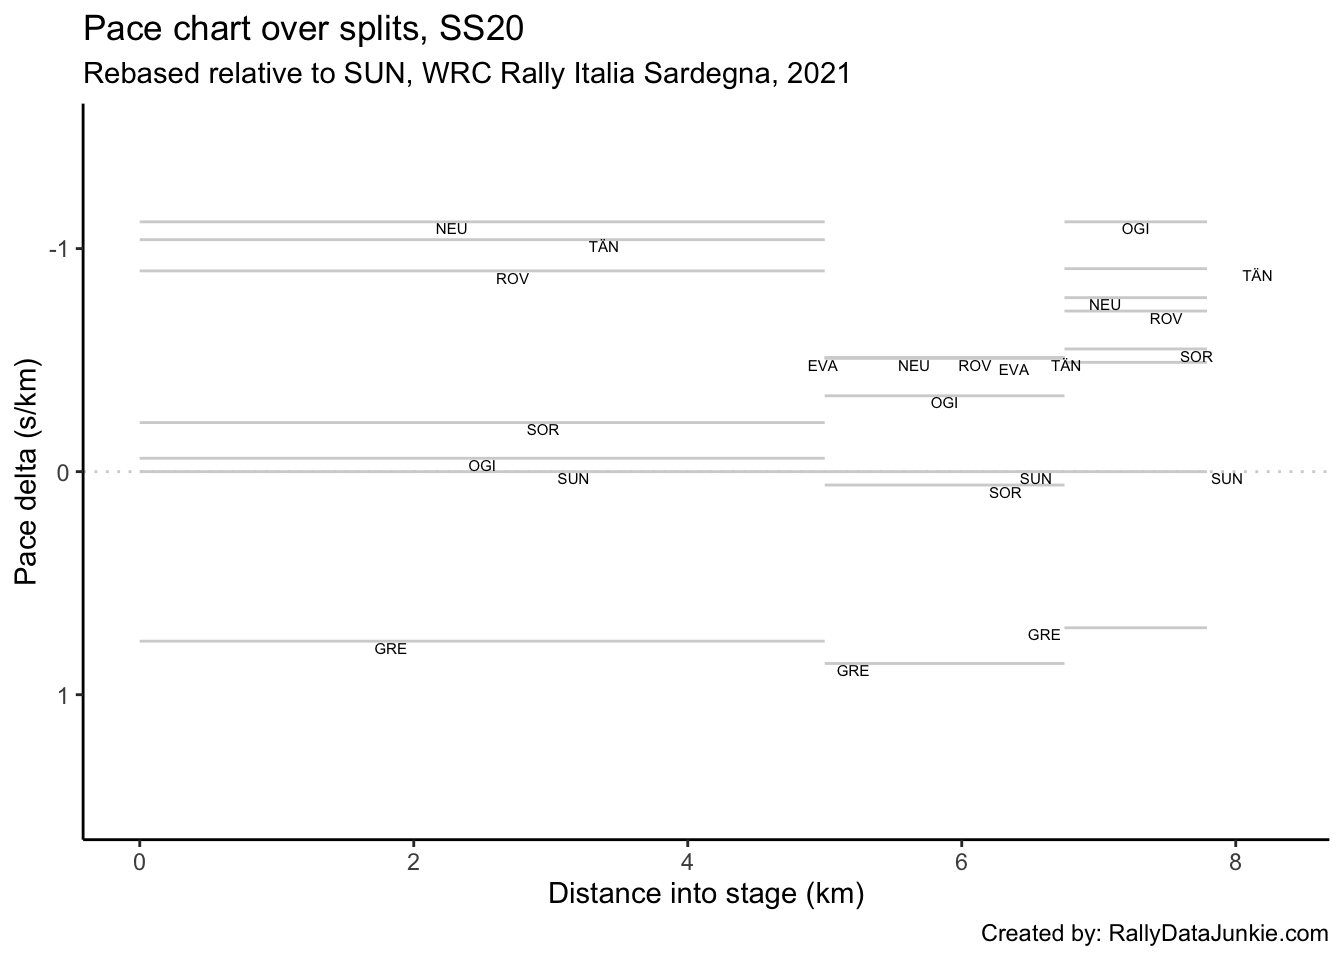 Pace chart over splits, SS20
Rebased relative to SUN, WRC Rally Italia Sardegna, 2021
Pace delta (s/km)
-1
0
1
NEU
OGI
TÄN
TÄN
ROV
NEU
ROV
SOR
EVA NEU ROV EVA TÄN
OGI
SOR
OGI
SUN SUN SUN
SOR
GRE
GRE
GRE
0 2 4 6 8
Distance into stage (km)
Created by: RallyDataJunkie.com